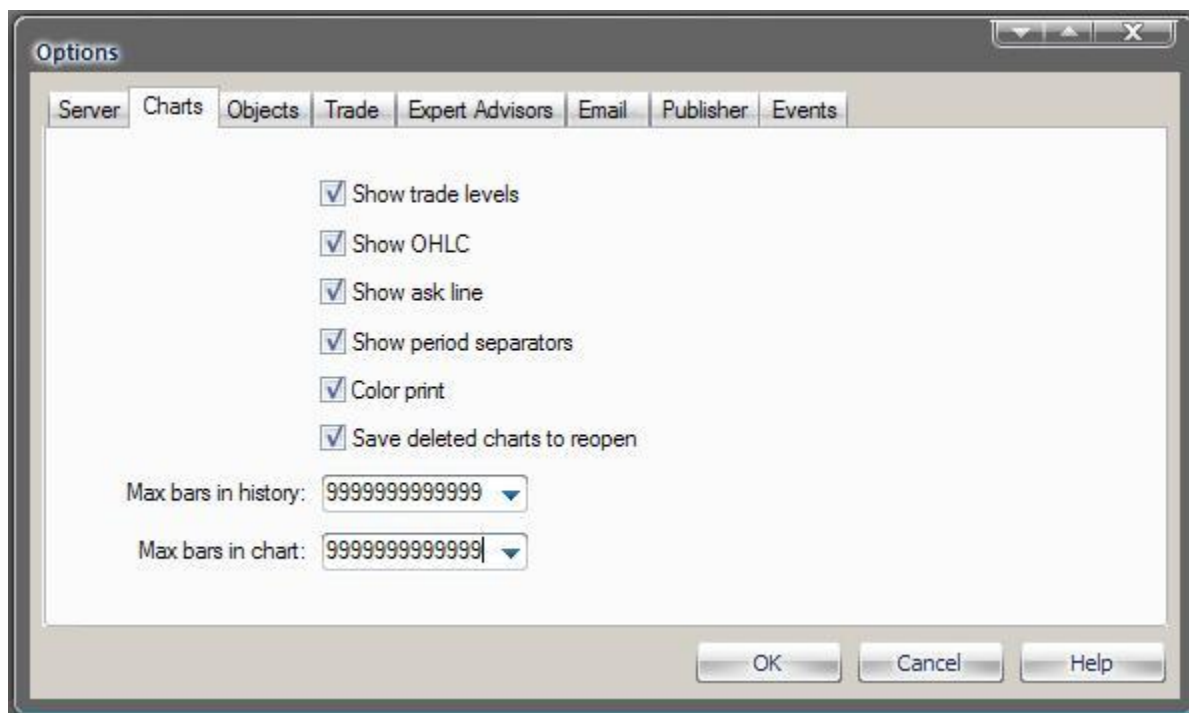 Options
Server Charts Objects Trade Expert Advisors Email Publisher Events
Show trade levels
Show OHLC
Show ask line
Show period separators
Color print
Save deleted charts to reopen
Max bars in history: 9999999999999
Max bars in chart: 9999999999999
OK Cancel Help